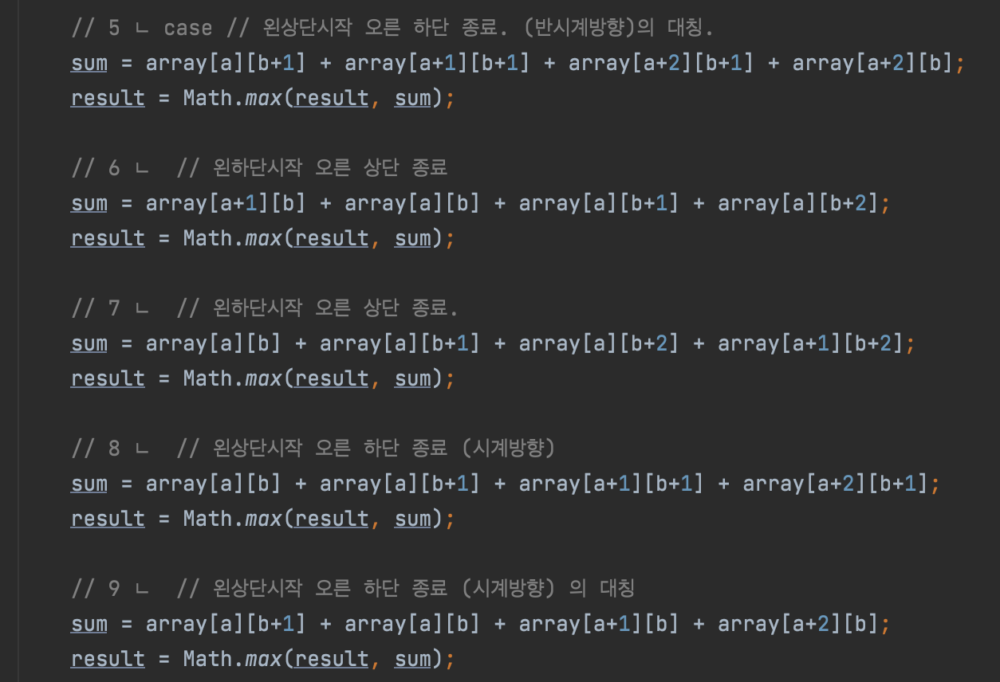 // 5 ㄴ case // 왼상단시작 오른 하단 종료. (반시계방향)의 대칭.
sum = array[a][b+1] + array[a+1][b+1] + array[a+2][b+1] + array[a+2][b];
result = Math.max(result, sum);
// 6 ㄴ  // 왼하단시작 오른 상단 종료
sum = array[a+1][b] + array[a][b] + array[a][b+1] + array[a][b+2];
result = Math.max(result, sum);
// 7 ㄴ  // 왼하단시작 오른 상단 종료.
sum = array[a][b] + array[a][b+1] + array[a][b+2] + array[a+1][b+2];
result = Math.max(result, sum);
// 8 ㄴ  // 왼상단시작 오른 하단 종료 (시계방향)
sum = array[a][b] + array[a][b+1] + array[a+1][b+1] + array[a+2][b+1];
result = Math.max(result, sum);
// 9 ㄴ  // 왼상단시작 오른 하단 종료 (시계방향) 의 대칭
sum = array[a][b+1] + array[a][b] + array[a+1][b] + array[a+2][b];
result = Math.max(result, sum);